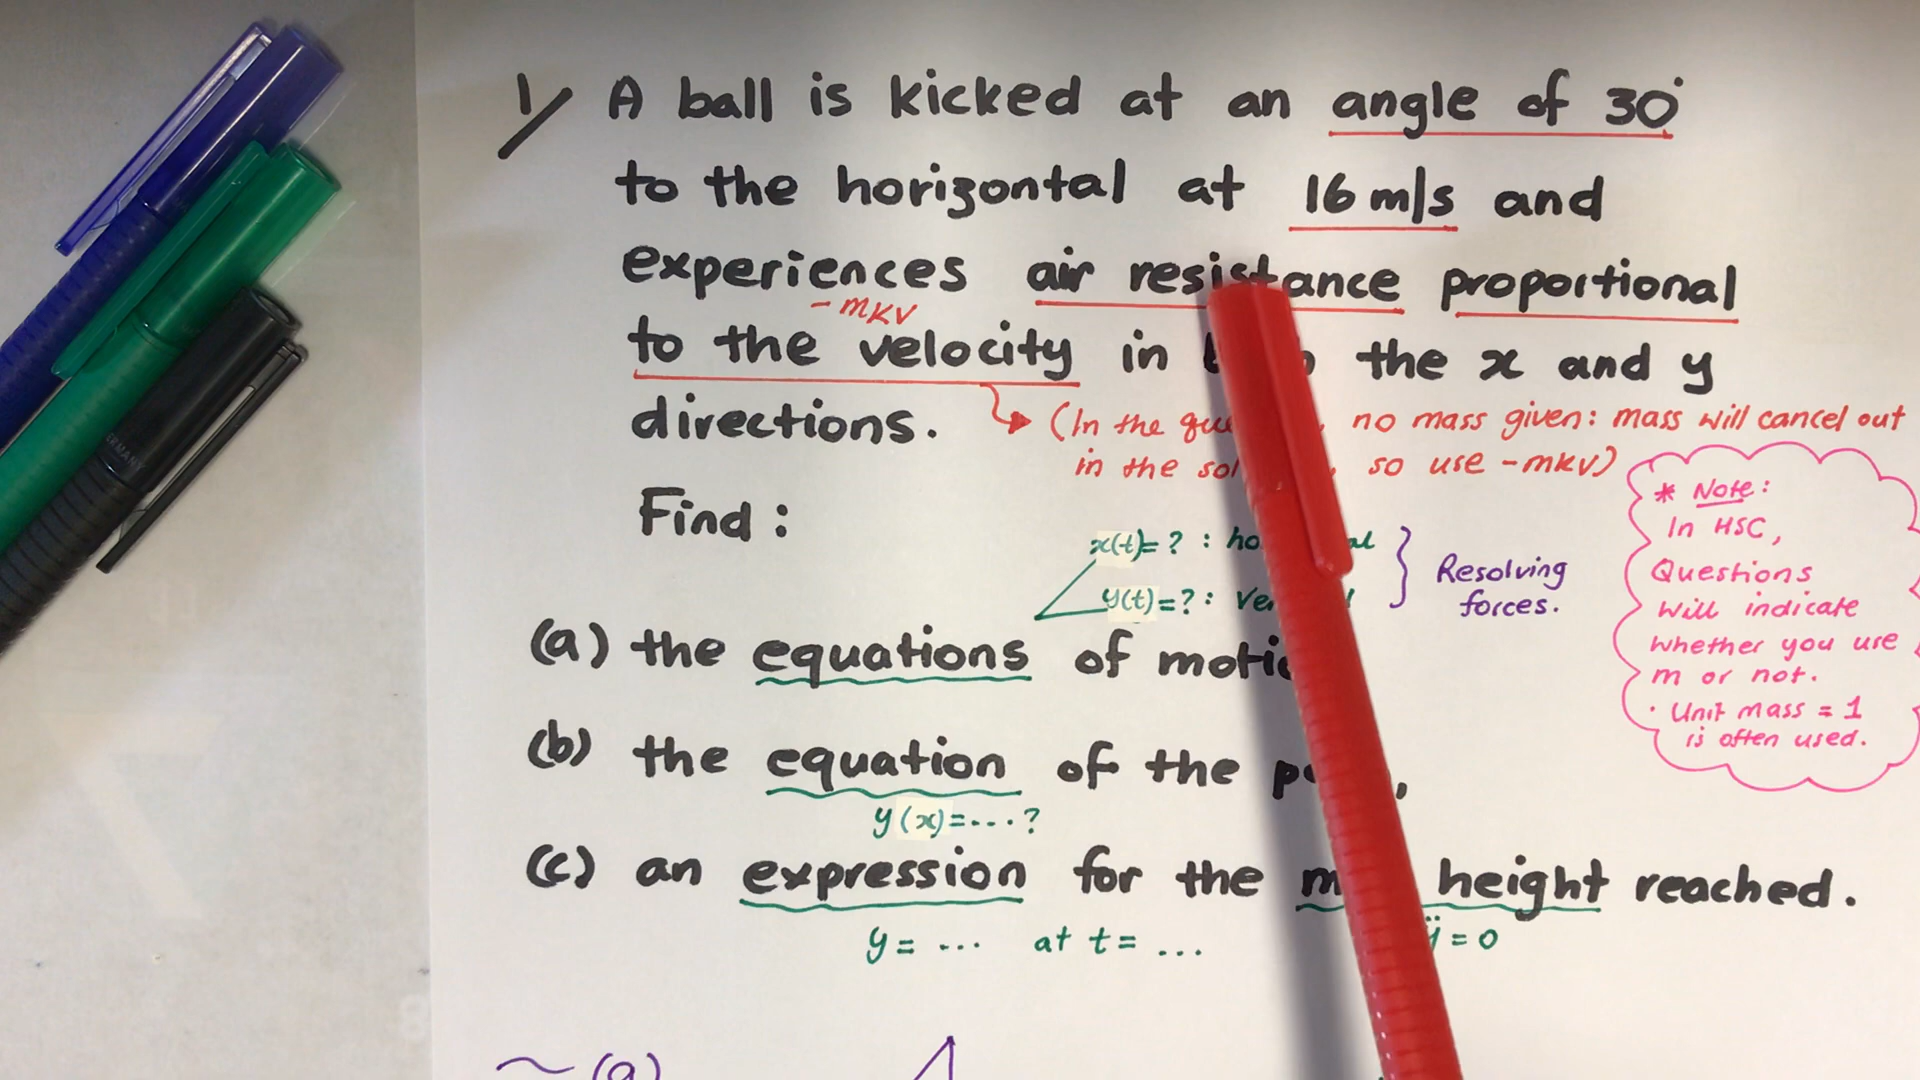 1/ A ball is kicked at an angle of 30°
to the horizontal at 16 m/s and
experiences air resistance proportional
-mkv
to the velocity in the x and y
directions.
(In the no mass given: mass will cancel out
in the so use -mkv)
Find:
x(t)=? :
y(t)=? :
Resolving
forces.
* Note:
In HSC,
Questions
will indicate
whether you use
m or not.
· Unit mass = 1
is often used.
(a) the equations of
(b) the equation of the
y(x)=---?
(c) an expression for the height reached.
y= ... at t= ... ÿ=0
~ (a)